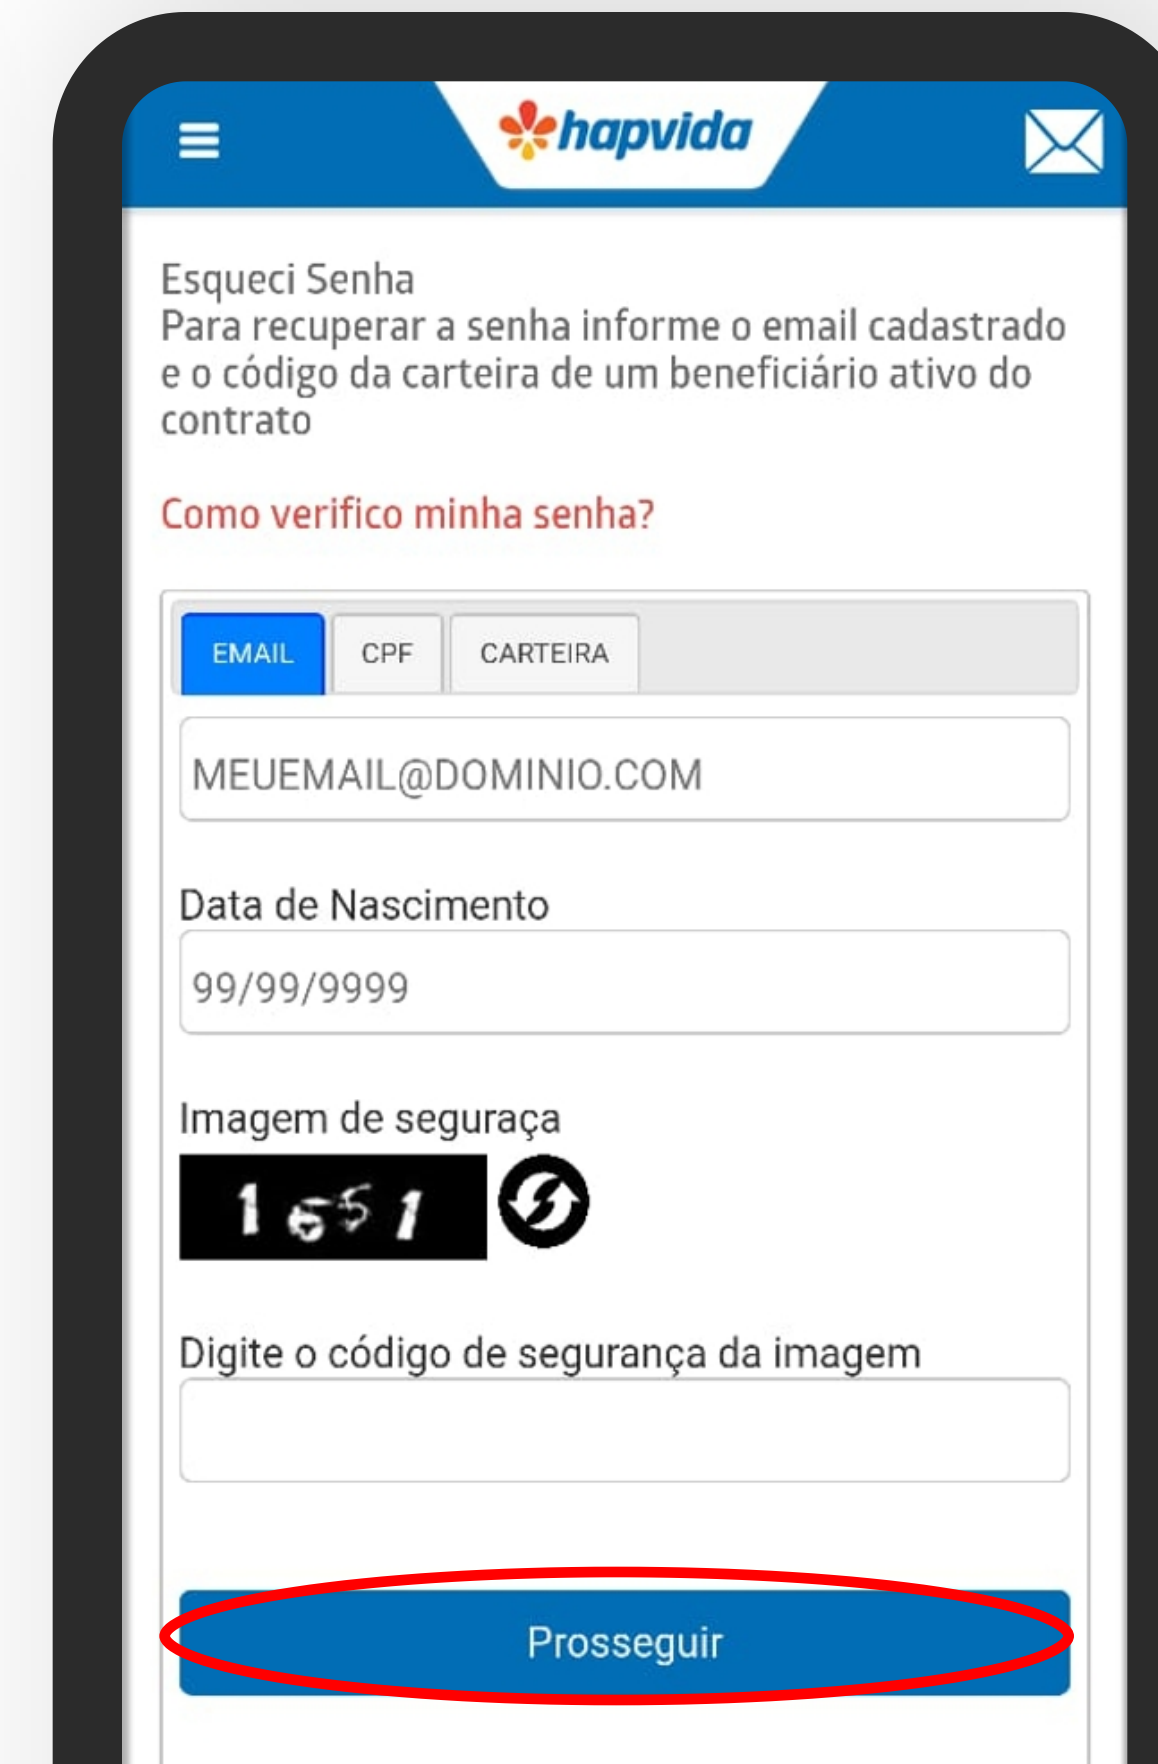 hapvida
Esqueci Senha
Para recuperar a senha informe o email cadastrado
e o código da carteira de um beneficiário ativo do
contrato
Como verifico minha senha?
EMAIL CPF CARTEIRA
MEUEMAIL@DOMINIO.COM
Data de Nascimento
99/99/9999
Imagem de seguraça
1651
Digite o código de segurança da imagem
Prosseguir